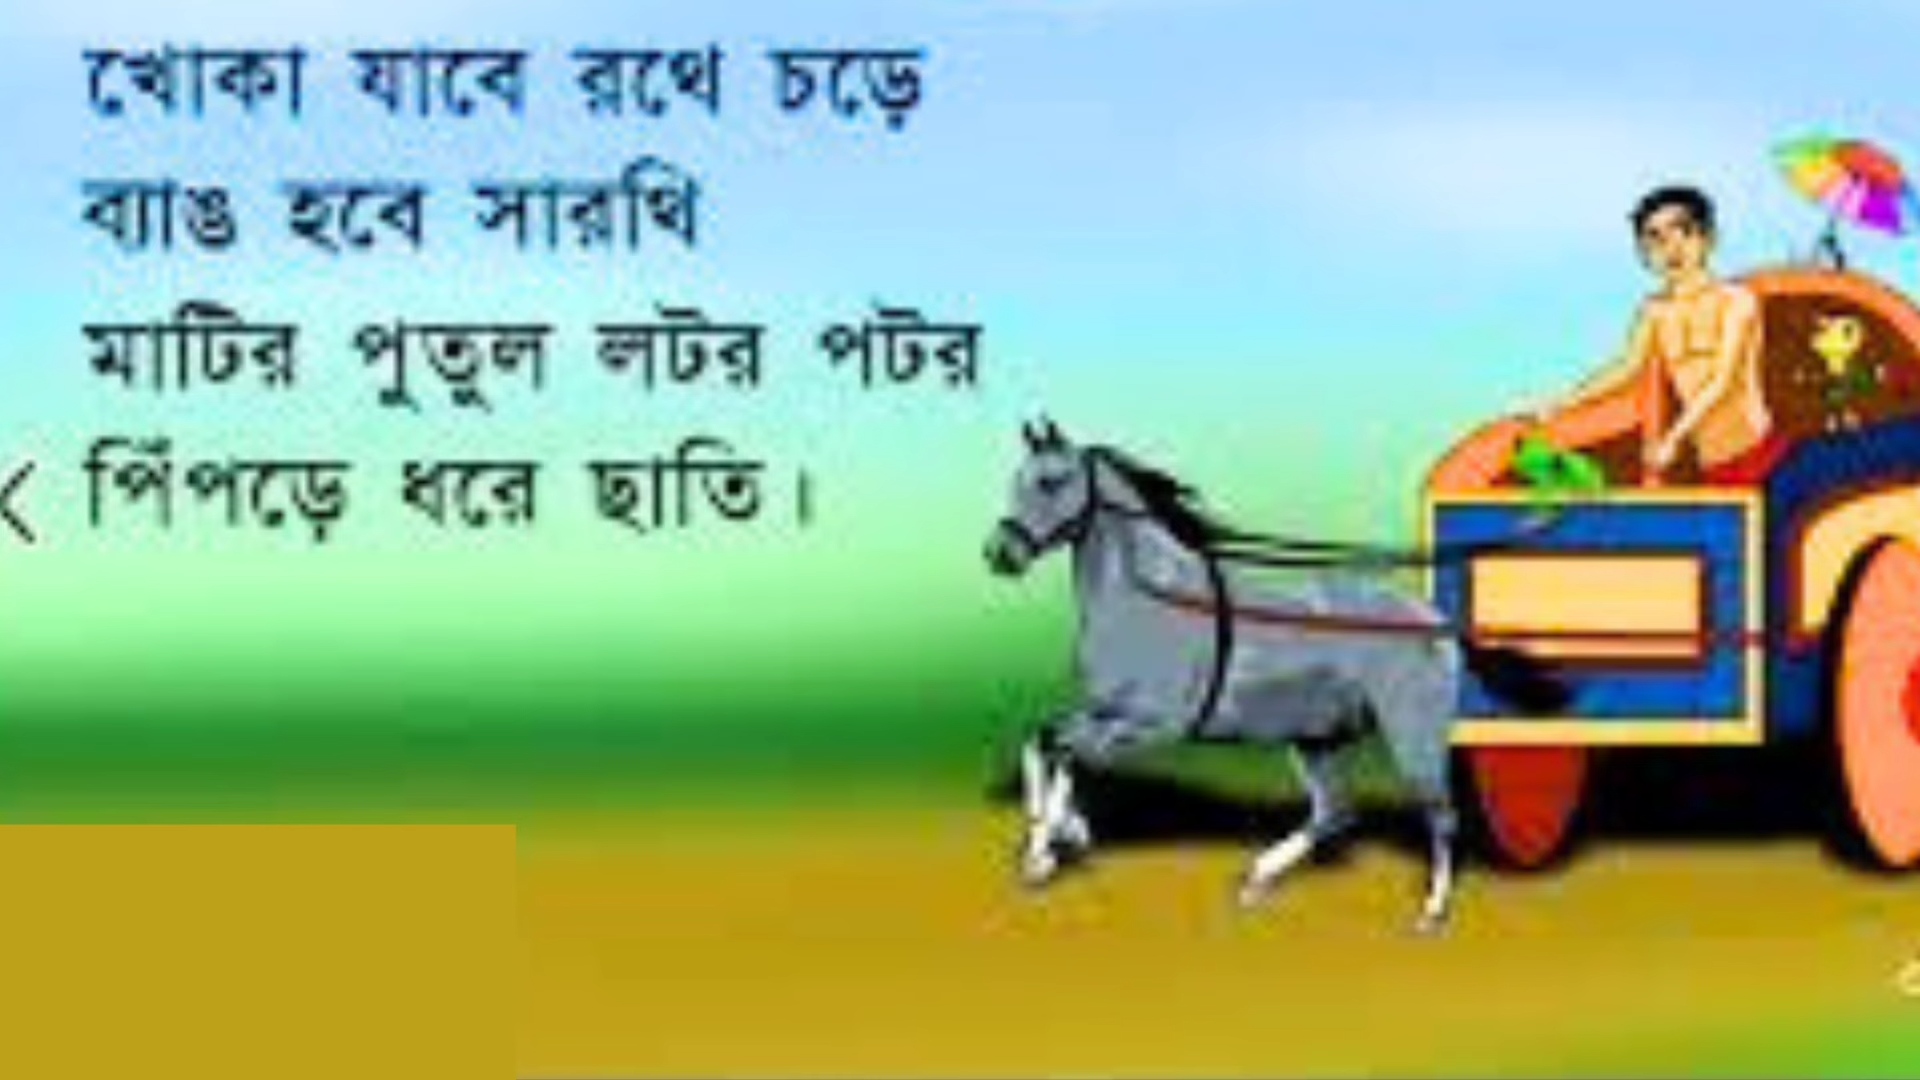 খোকা যাবে রথে চড়ে
ব্যাঙ হবে সারথি
মাটির পুতুল লটর পটর
পিঁপড়ে ধরে ছাতি।